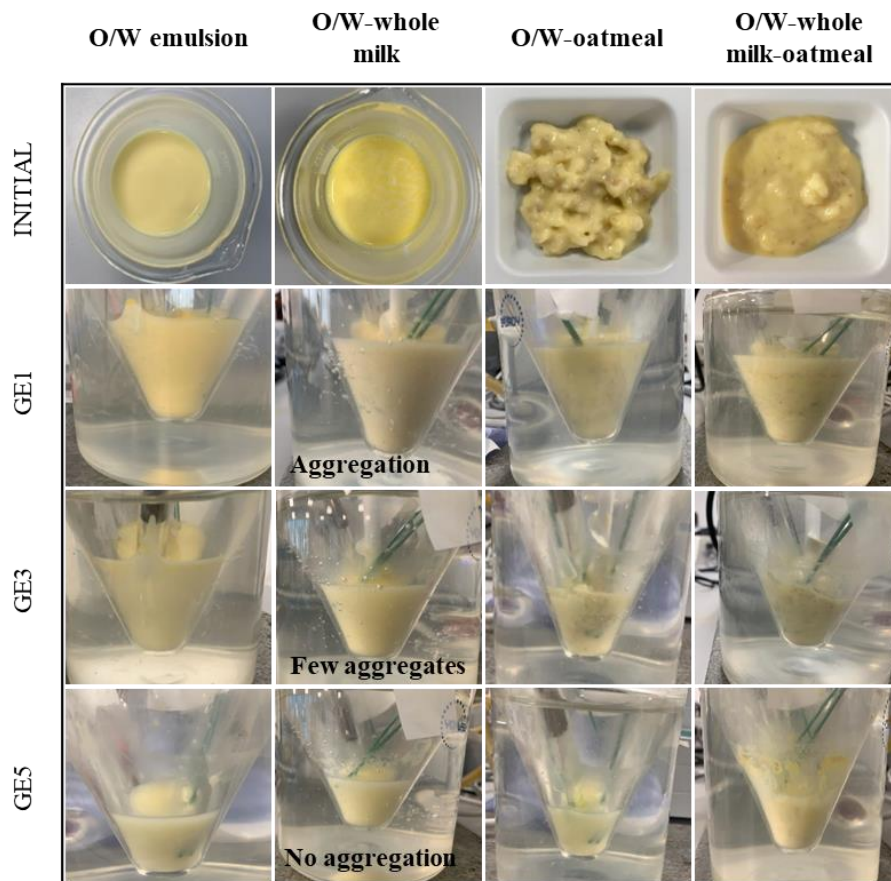 O/W emulsion
O/W-whole
milk
O/W-oatmeal
O/W-whole
milk-oatmeal
INITIAL
GE1
Aggregation
GE3
Few aggregates
GE5
No aggregation